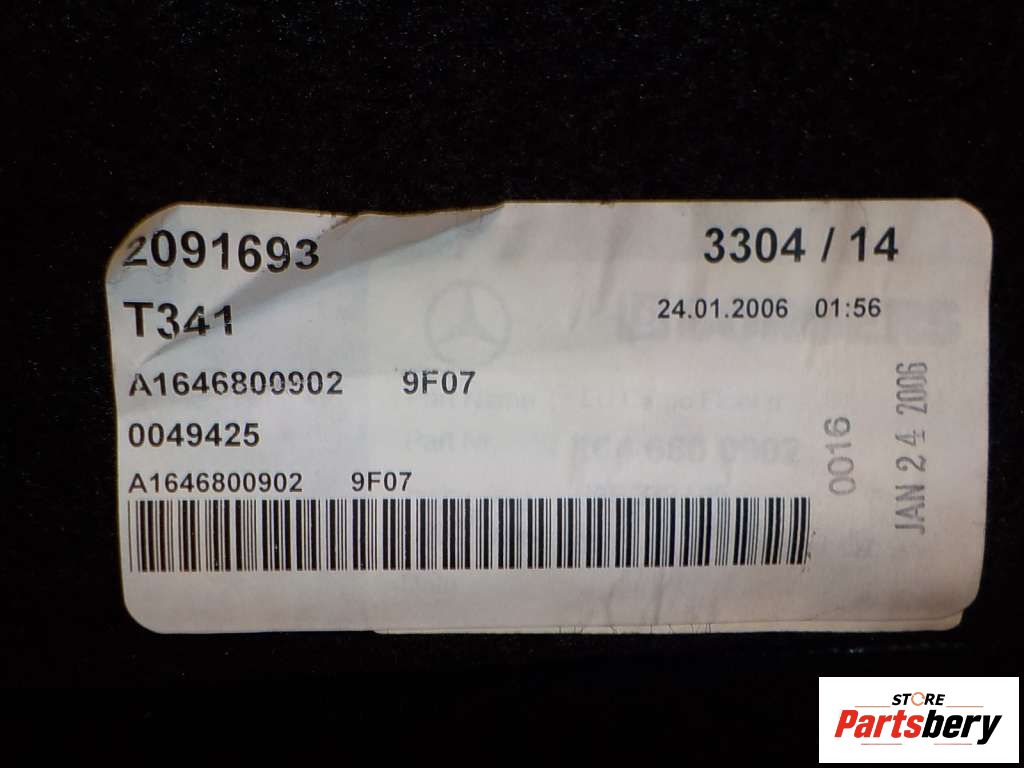 2091693 3304 / 14
T341 24.01.2006 01:56
A1646800902 9F07
0049425
A1646800902 9F07
0016
JAN 24 2006
STORE
Partsbery